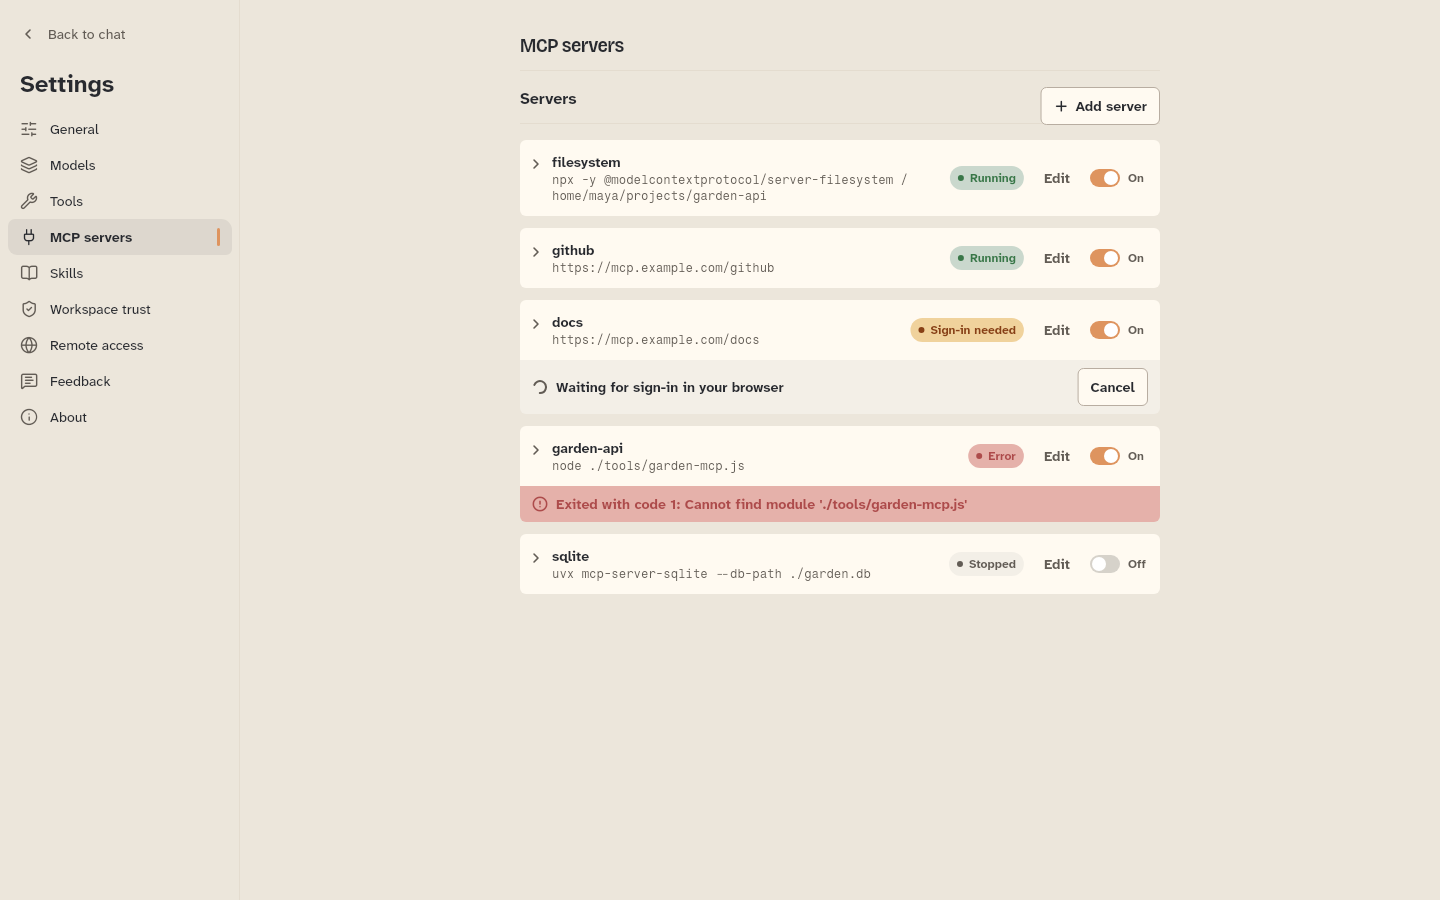 Back to chat
Settings
General
Models
Tools
MCP servers
Skills
Workspace trust
Remote access
Feedback
About
MCP servers
Servers
Add server
filesystem
npx -y @modelcontextprotocol/server-filesystem /
home/maya/projects/garden-api
Running
Edit
On
github
https://mcp.example.com/github
Running
Edit
On
docs
https://mcp.example.com/docs
Sign-in needed
Edit
On
Waiting for sign-in in your browser
Cancel
garden-api
node ./tools/garden-mcp.js
Error
Edit
On
Exited with code 1: Cannot find module './tools/garden-mcp.js'
sqlite
uvx mcp-server-sqlite --db-path ./garden.db
Stopped
Edit
Off